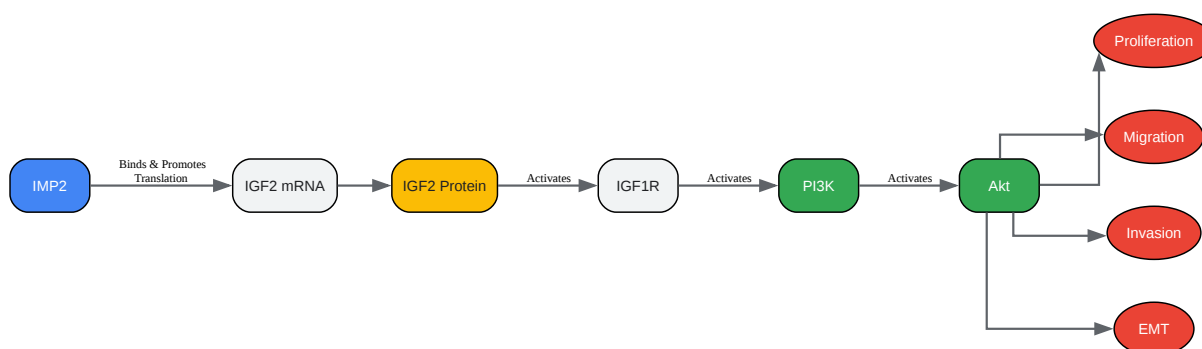 IMP2
Binds & Promotes
Translation
IGF2 mRNA
IGF2 Protein
Activates
IGF1R
Activates
PI3K
Activates
Akt
Proliferation
Migration
Invasion
EMT